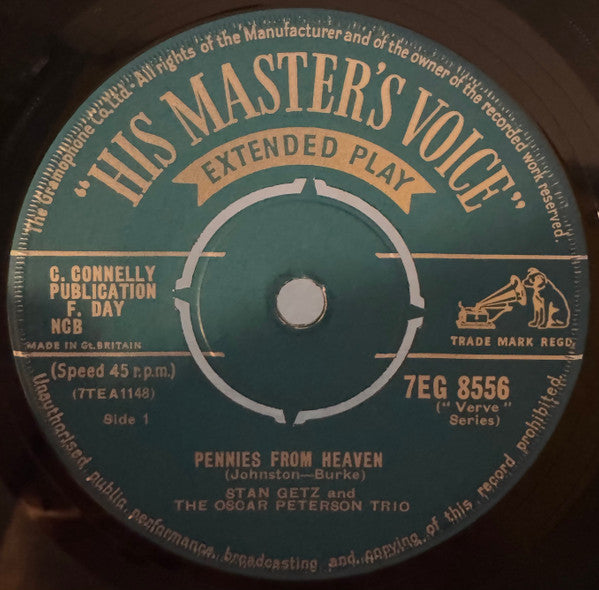 The Gramophone Co. Ltd. · All rights of the Manufacturer and of the owner of the recorded work reserved.
"HIS MASTER'S VOICE"
EXTENDED PLAY
C. CONNELLY
PUBLICATION
F. DAY
NCB
MADE IN Gt. BRITAIN
TRADE MARK REGD.
(Speed 45 r.p.m.)
(7TEA1148)
Side 1
7EG 8556
("Verve"
Series)
PENNIES FROM HEAVEN
(Johnston—Burke)
STAN GETZ and
THE OSCAR PETERSON TRIO
Unauthorised public performance, broadcasting and copying of this record prohibited.